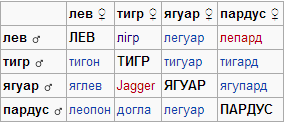 лев ♀ тигр ♀ ягуар ♀ пардус ♀
лев ♂ ЛЕВ лігр легуар лепард
тигр ♂ тигон ТИГР тигуар тигард
ягуар ♂ яглев Jagger ЯГУАР ягупард
пардус ♂ леопон догла легуар ПАРДУС